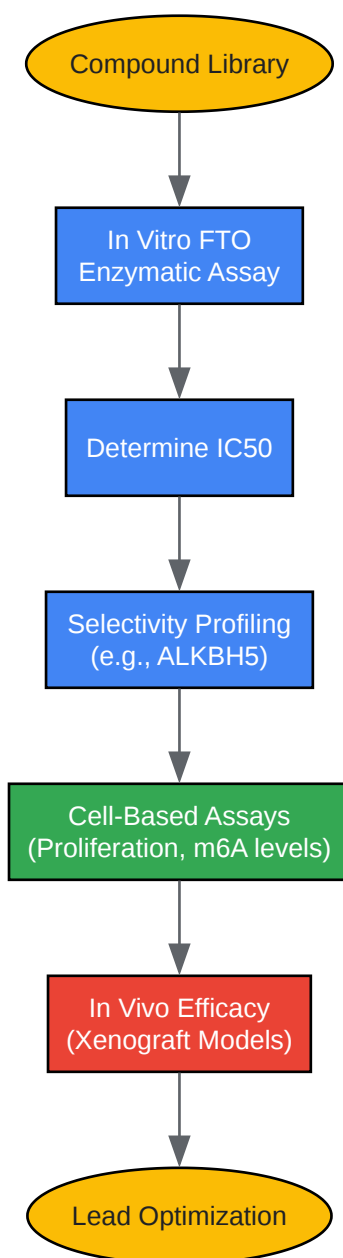 Compound Library
In Vitro FTO
Enzymatic Assay
Determine IC50
Selectivity Profiling
(e.g., ALKBH5)
Cell-Based Assays
(Proliferation, m6A levels)
In Vivo Efficacy
(Xenograft Models)
Lead Optimization